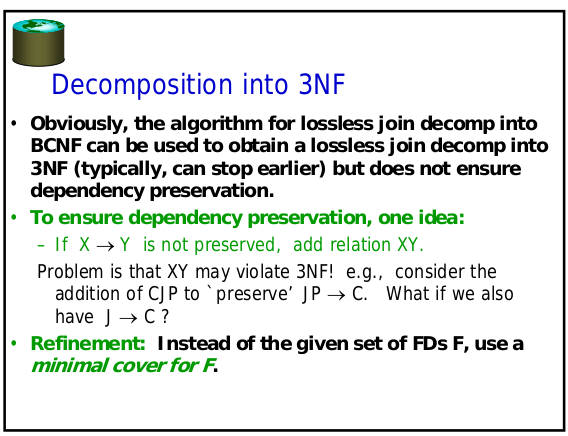 Decomposition into 3NF
• Obviously, the algorithm for lossless join decomp into
BCNF can be used to obtain a lossless join decomp into
3NF (typically, can stop earlier) but does not ensure
dependency preservation.
• To ensure dependency preservation, one idea:
– If X → Y is not preserved, add relation XY.
Problem is that XY may violate 3NF! e.g., consider the
addition of CJP to `preserve’ JP → C. What if we also
have J → C ?
• Refinement: Instead of the given set of FDs F, use a
minimal cover for F.